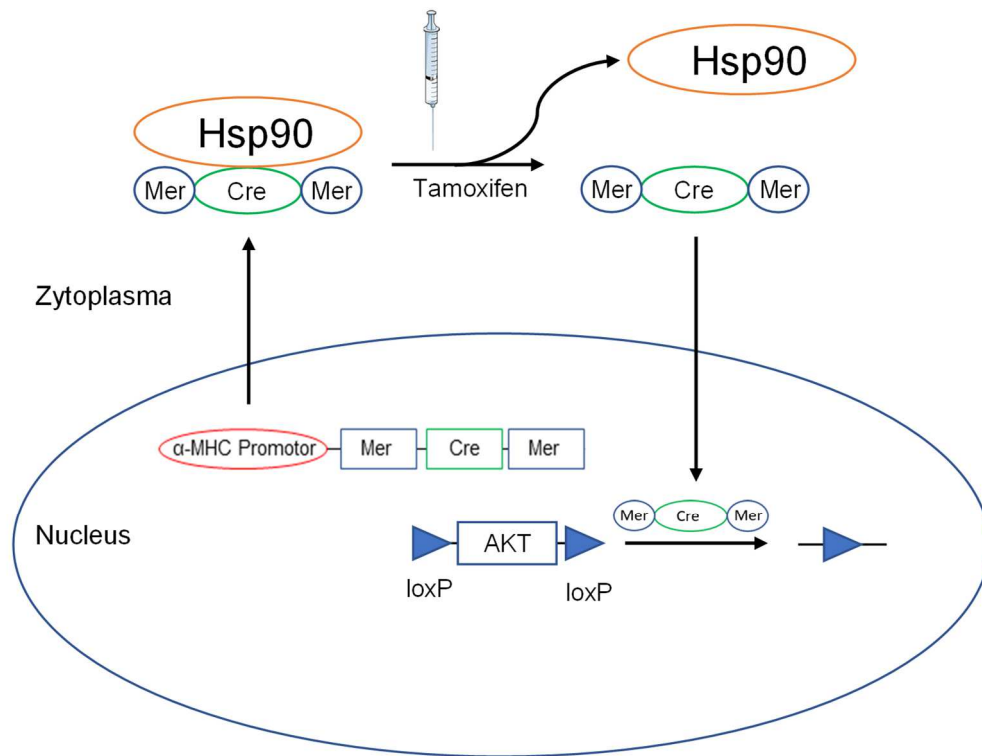 Hsp90
Hsp90
Mer Cre Mer
Tamoxifen
Mer Cre Mer
Zytoplasma
α-MHC Promotor Mer Cre Mer
Mer Cre Mer
Nucleus
AKT
loxP
loxP